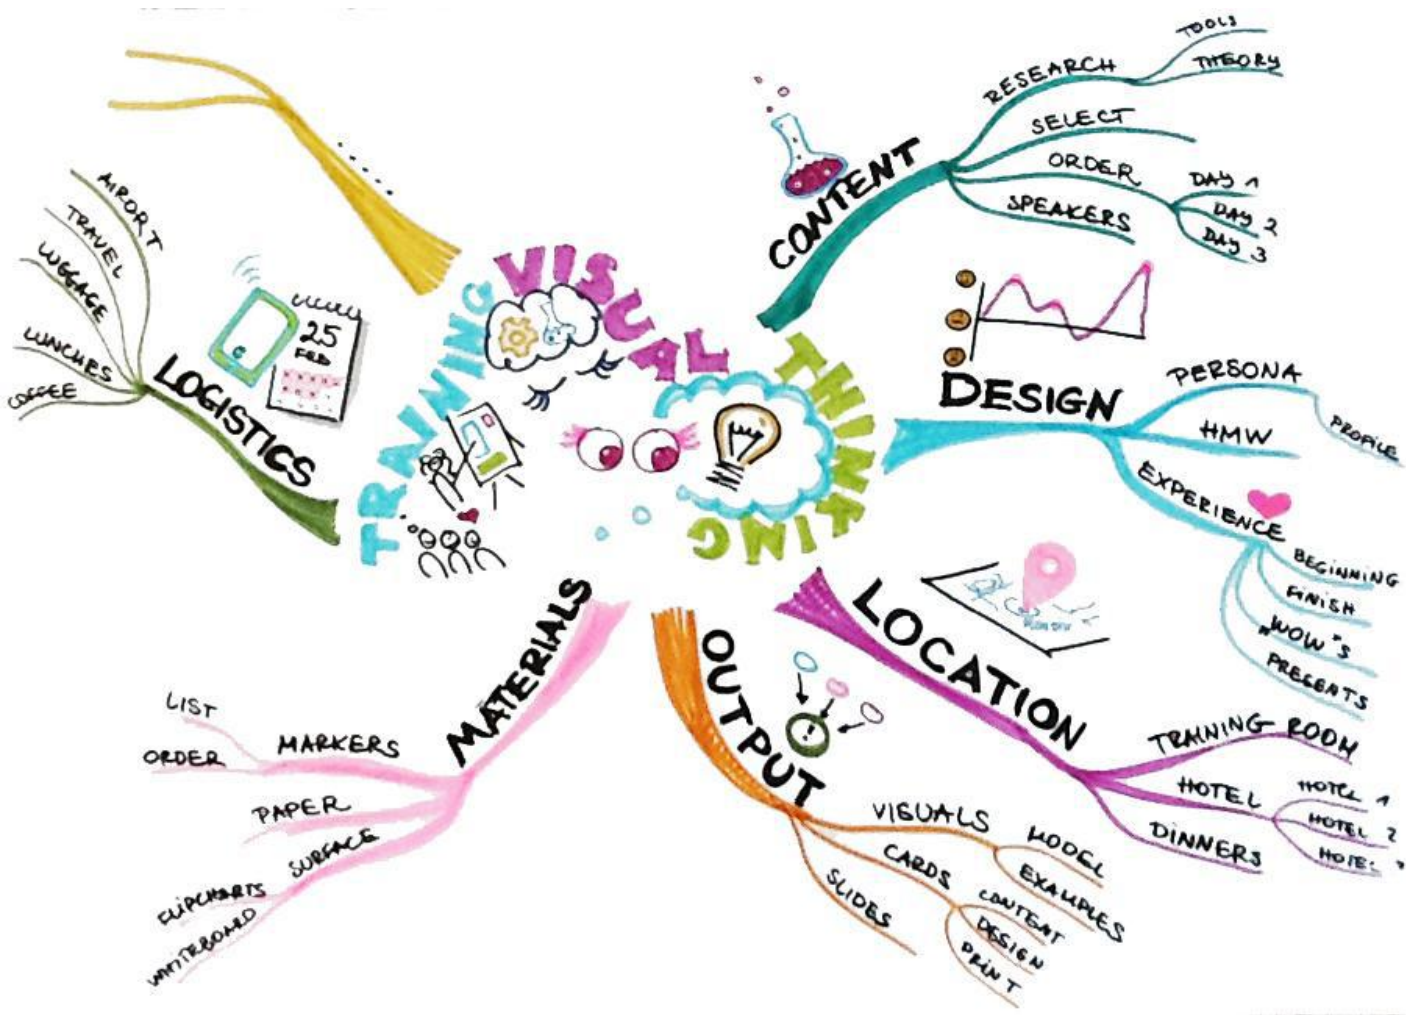 VISUAL
THINKING
TRAINING
CONTENT
RESEARCH
TOOLS
THEORY
SELECT
ORDER
DAY 1
DAY 2
DAY 3
SPEAKERS
DESIGN
PERSONA
PROFILE
HMW
EXPERIENCE
BEGINNING
FINISH
"WOW"S
PRESENTS
LOCATION
TRAINING ROOM
HOTEL
HOTEL 1
HOTEL 2
HOTEL
DINNERS
OUTPUT
!
VISUALS
MODEL
EXAMPLES
CARDS
CONTENT
DESIGN
PRINT
SLIDES
MATERIALS
MARKERS
LIST
ORDER
PAPER
SURFACE
FLIPCHARTS
WHITEBOARD
LOGISTICS
25
FEB
AIRORT
TRAVEL
LUGGAGE
LUNCHES
COFFEE
.......